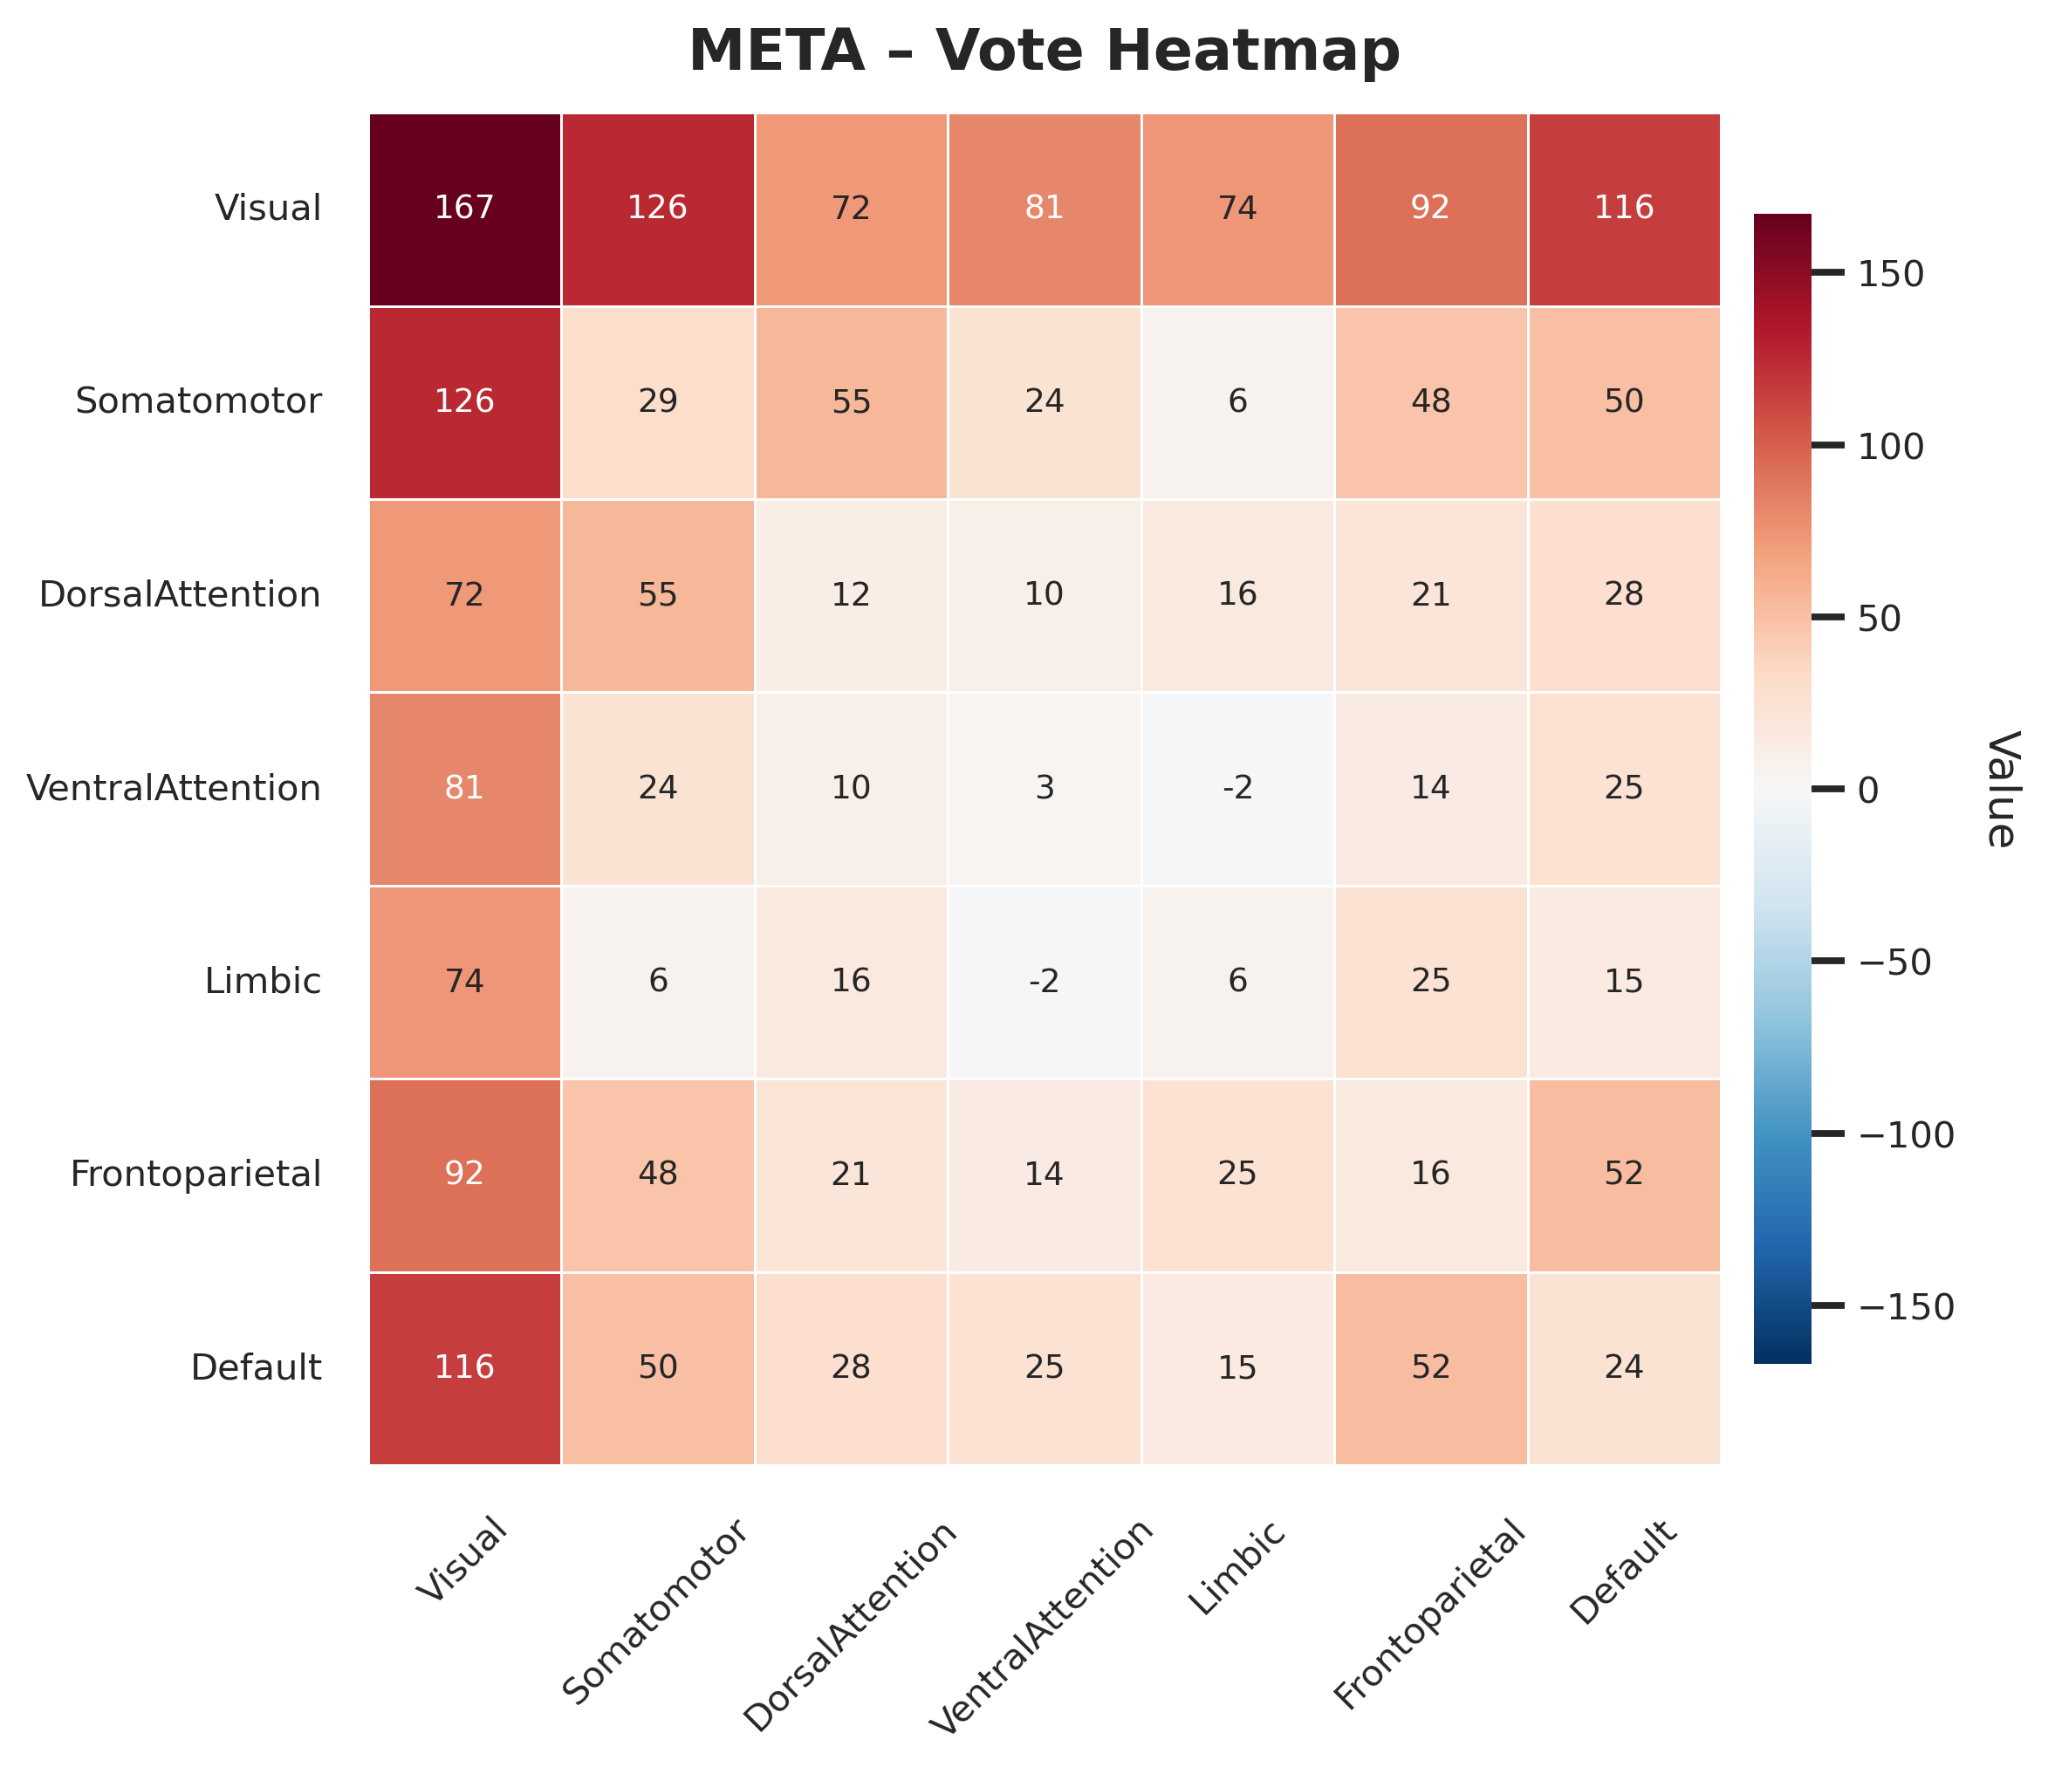 META – Vote Heatmap
Visual 167 126 72 81 74 92 116
Somatomotor 126 29 55 24 6 48 50
DorsalAttention 72 55 12 10 16 21 28
VentralAttention 81 24 10 3 -2 14 25
Limbic 74 6 16 -2 6 25 15
Frontoparietal 92 48 21 14 25 16 52
Default 116 50 28 25 15 52 24
Visual Somatomotor DorsalAttention VentralAttention Limbic Frontoparietal Default
150
100
50
0
−50
−100
−150
Value